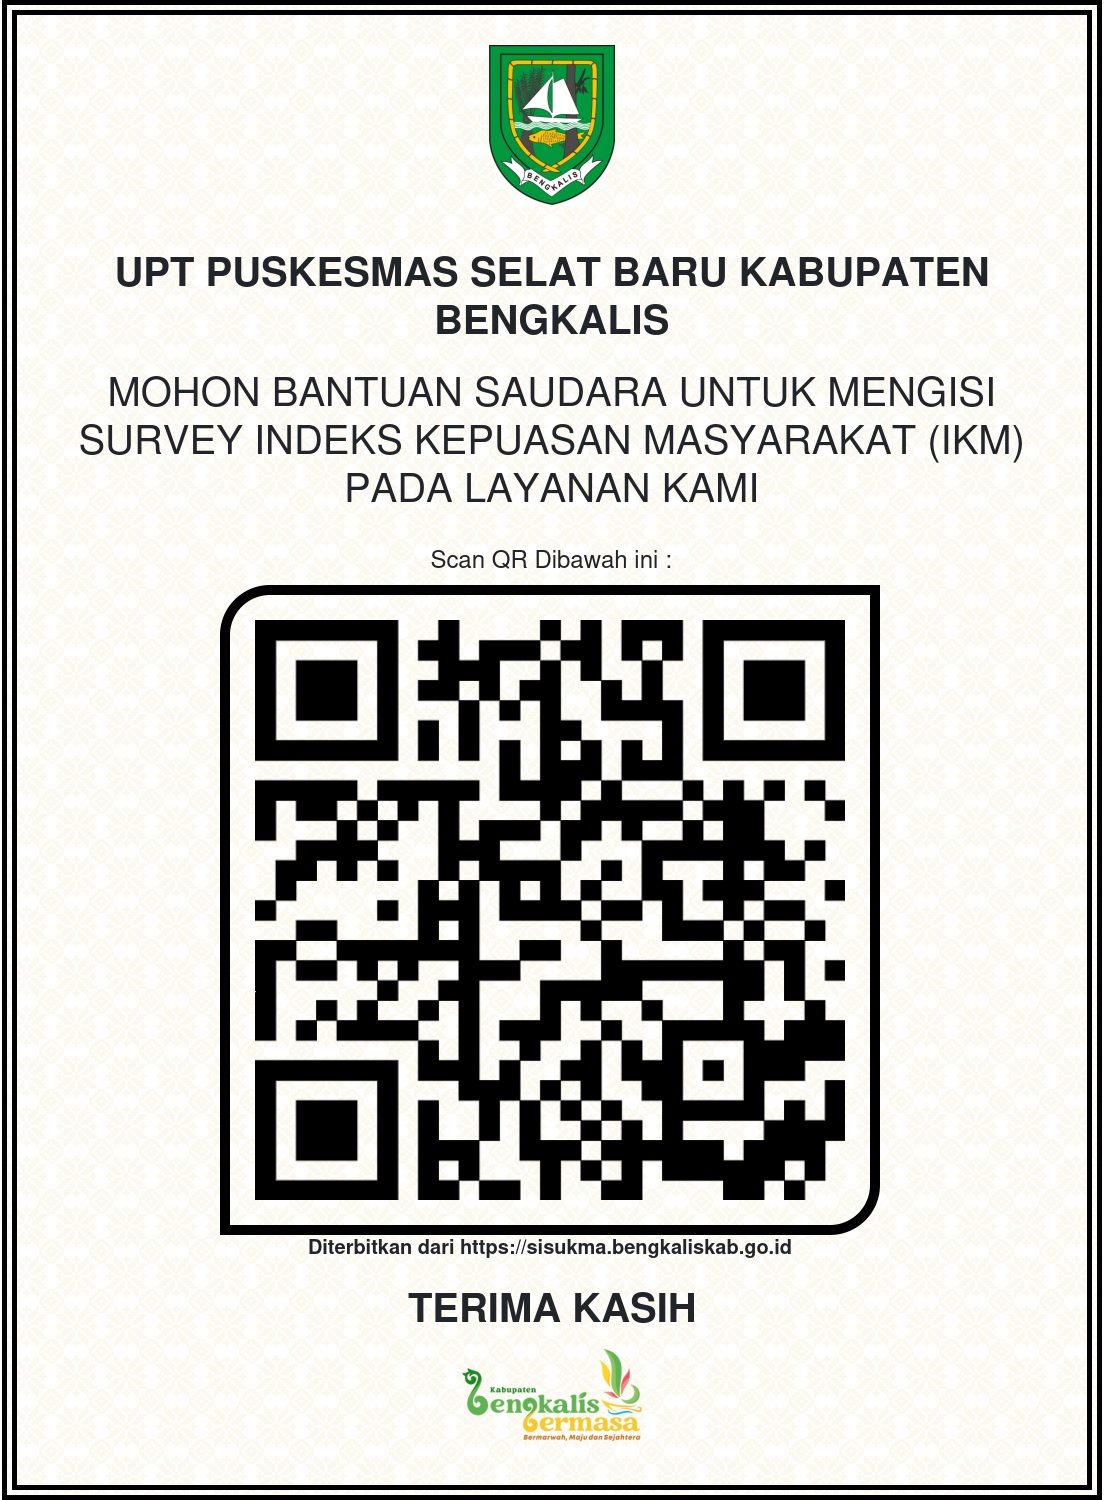 BENGKALIS
UPT PUSKESMAS SELAT BARU KABUPATEN
BENGKALIS
MOHON BANTUAN SAUDARA UNTUK MENGISI
SURVEY INDEKS KEPUASAN MASYARAKAT (IKM)
PADA LAYANAN KAMI
Scan QR Dibawah ini :
Diterbitkan dari https://sisukma.bengkaliskab.go.id
TERIMA KASIH
Kabupaten
Bengkalis
Bermasa
Bermarwah, Maju dan Sejahtera